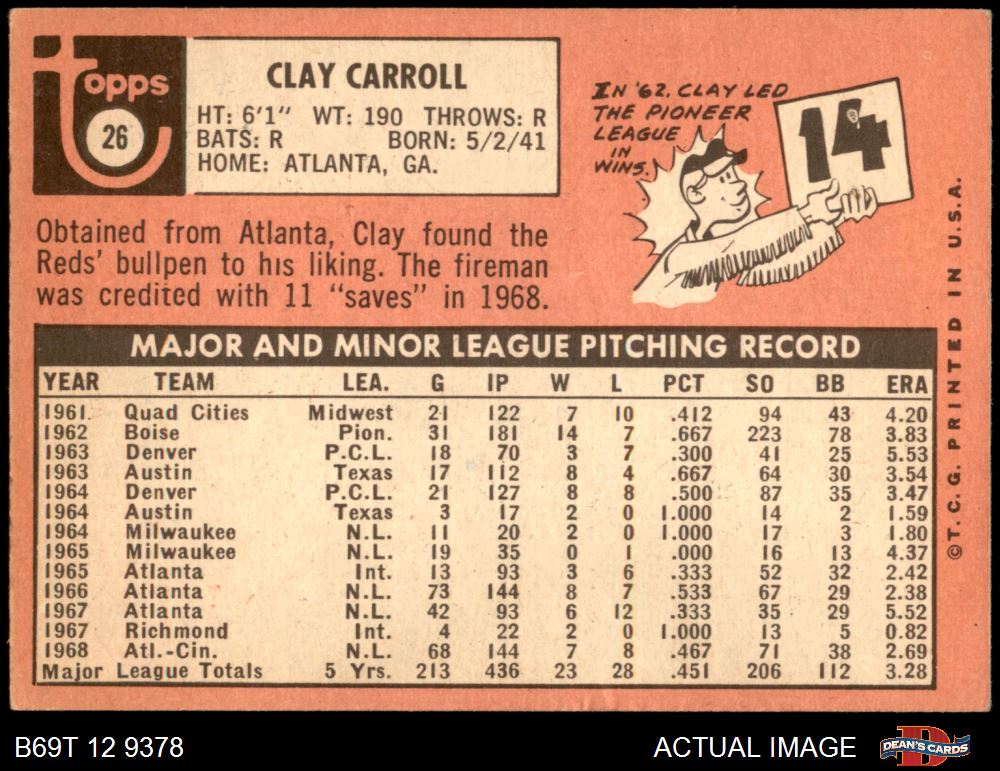 Topps
26
CLAY CARROLL
HT: 6'1" WT: 190 THROWS: R
BATS: R BORN: 5/2/41
HOME: ATLANTA, GA.
IN '62, CLAY LED
THE PIONEER
LEAGUE
IN
WINS.
14
Obtained from Atlanta, Clay found the
Reds' bullpen to his liking. The fireman
was credited with 11 "saves" in 1968.
MAJOR AND MINOR LEAGUE PITCHING RECORD
YEAR TEAM LEA. G IP W L PCT SO BB ERA
1961 Quad Cities Midwest 21 122 7 10 .412 94 43 4.20
1962 Boise Pion. 31 181 14 7 .667 223 78 3.83
1963 Denver P.C.L. 18 70 3 7 .300 41 25 5.53
1963 Austin Texas 17 112 8 4 .667 64 30 3.54
1964 Denver P.C.L. 21 127 8 8 .500 87 35 3.47
1964 Austin Texas 3 17 2 0 1.000 14 2 1.59
1964 Milwaukee N.L. 11 20 2 0 1.000 17 3 1.80
1965 Milwaukee N.L. 19 35 0 1 .000 16 13 4.37
1965 Atlanta Int. 13 93 3 6 .333 52 32 2.42
1966 Atlanta N.L. 73 144 8 7 .533 67 29 2.38
1967 Atlanta N.L. 42 93 6 12 .333 35 29 5.52
1967 Richmond Int. 4 22 2 0 1.000 13 5 0.82
1968 Atl.-Cin. N.L. 68 144 7 8 .467 71 38 2.69
Major League Totals 5 Yrs. 213 436 23 28 .451 206 112 3.28
© T. C. G. PRINTED IN U.S.A.
B69T 12 9378
ACTUAL IMAGE
DEAN'S CARDS